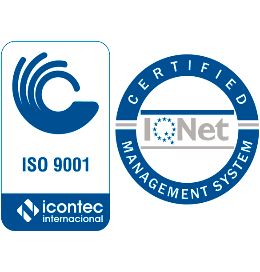 ISO 9001
icontec
internacional
CERTIFIED
IQNet
MANAGEMENT SYSTEM